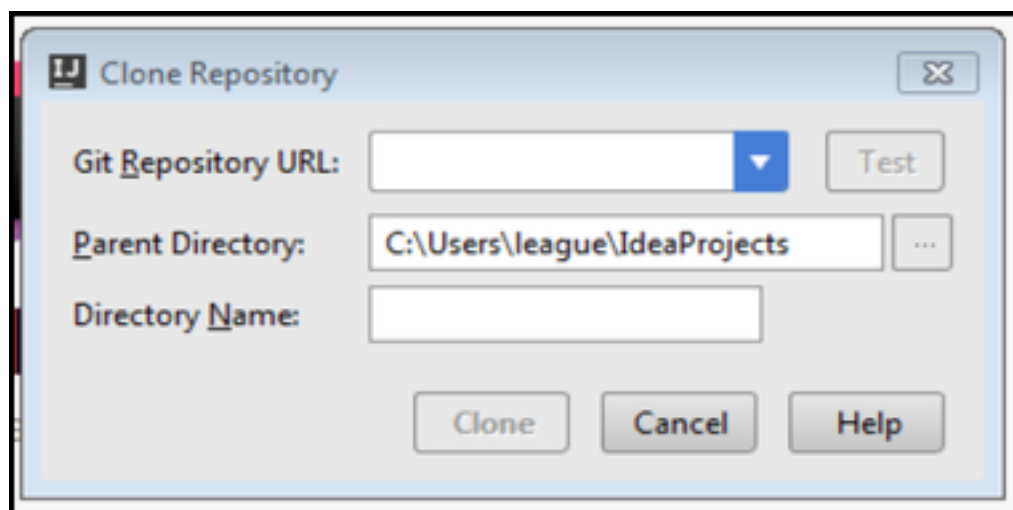 IJ Clone Repository
Git Repository URL: Test
Parent Directory: C:\Users\league\IdeaProjects ...
Directory Name:
Clone Cancel Help